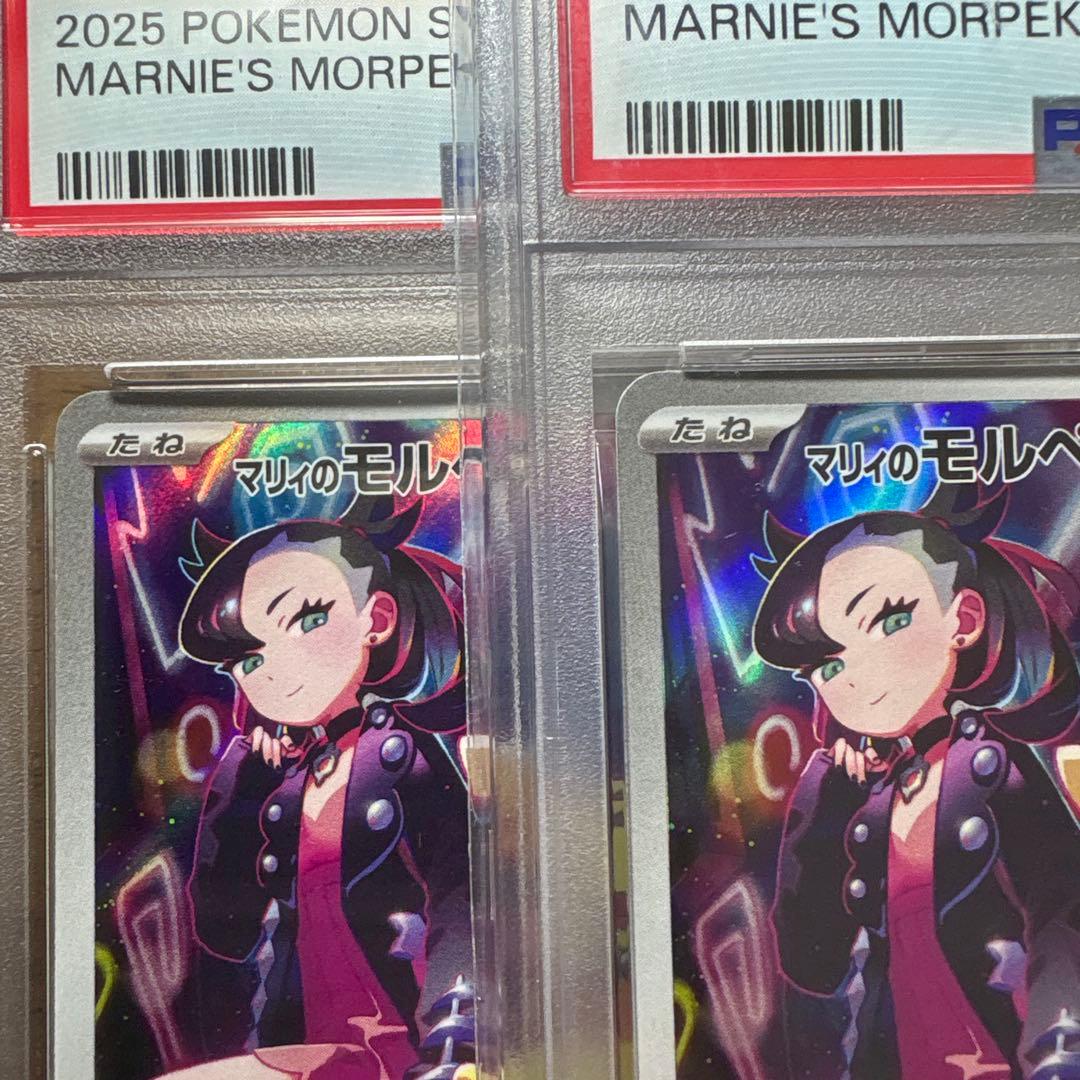 2025 POKEMON S
MARNIE'S MORPE
MARNIE'S MORPEK
たね
マリィのモル
たね
マリィのモルペ